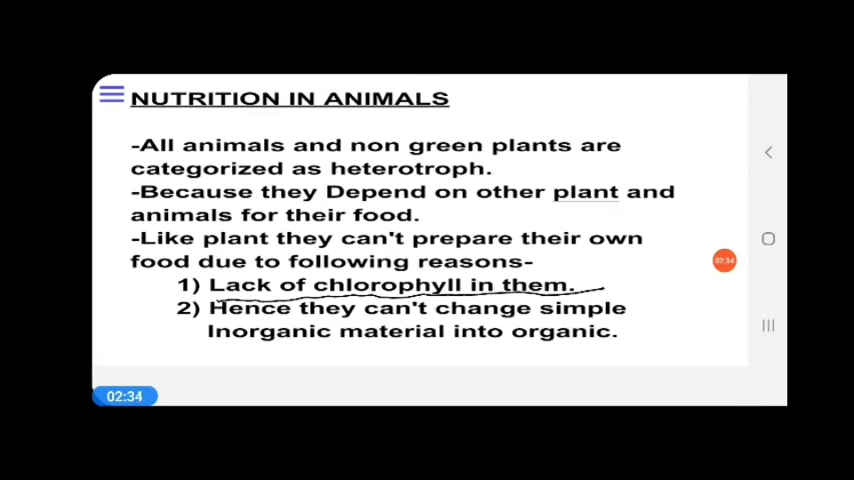 NUTRITION IN ANIMALS
-All animals and non green plants are
categorized as heterotroph.
-Because they Depend on other plant and
animals for their food.
-Like plant they can't prepare their own
food due to following reasons-
02:34
1) Lack of chlorophyll in them.
2) Hence they can't change simple
Inorganic material into organic.
02:34